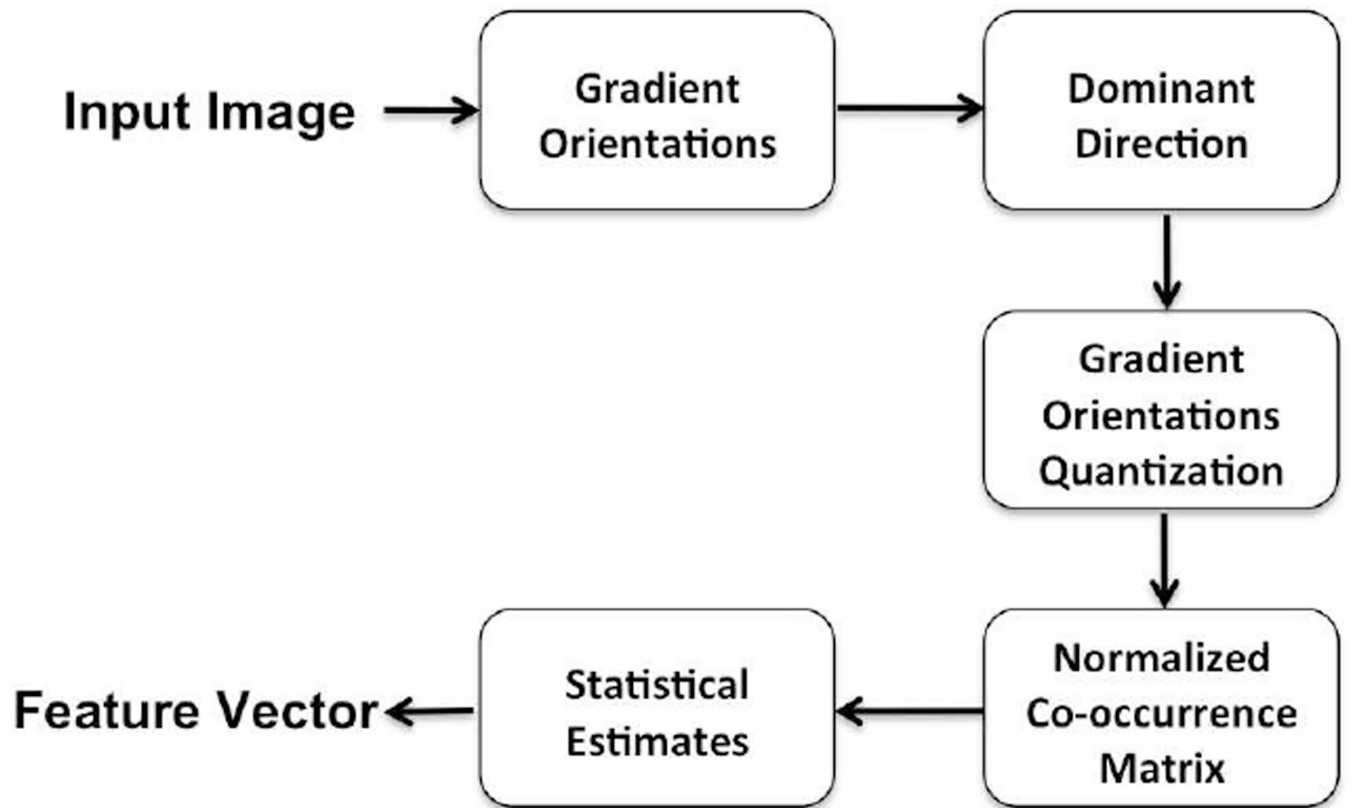 Input Image
Gradient
Orientations
Dominant
Direction
Gradient
Orientations
Quantization
Normalized
Co-occurrence
Matrix
Statistical
Estimates
Feature Vector